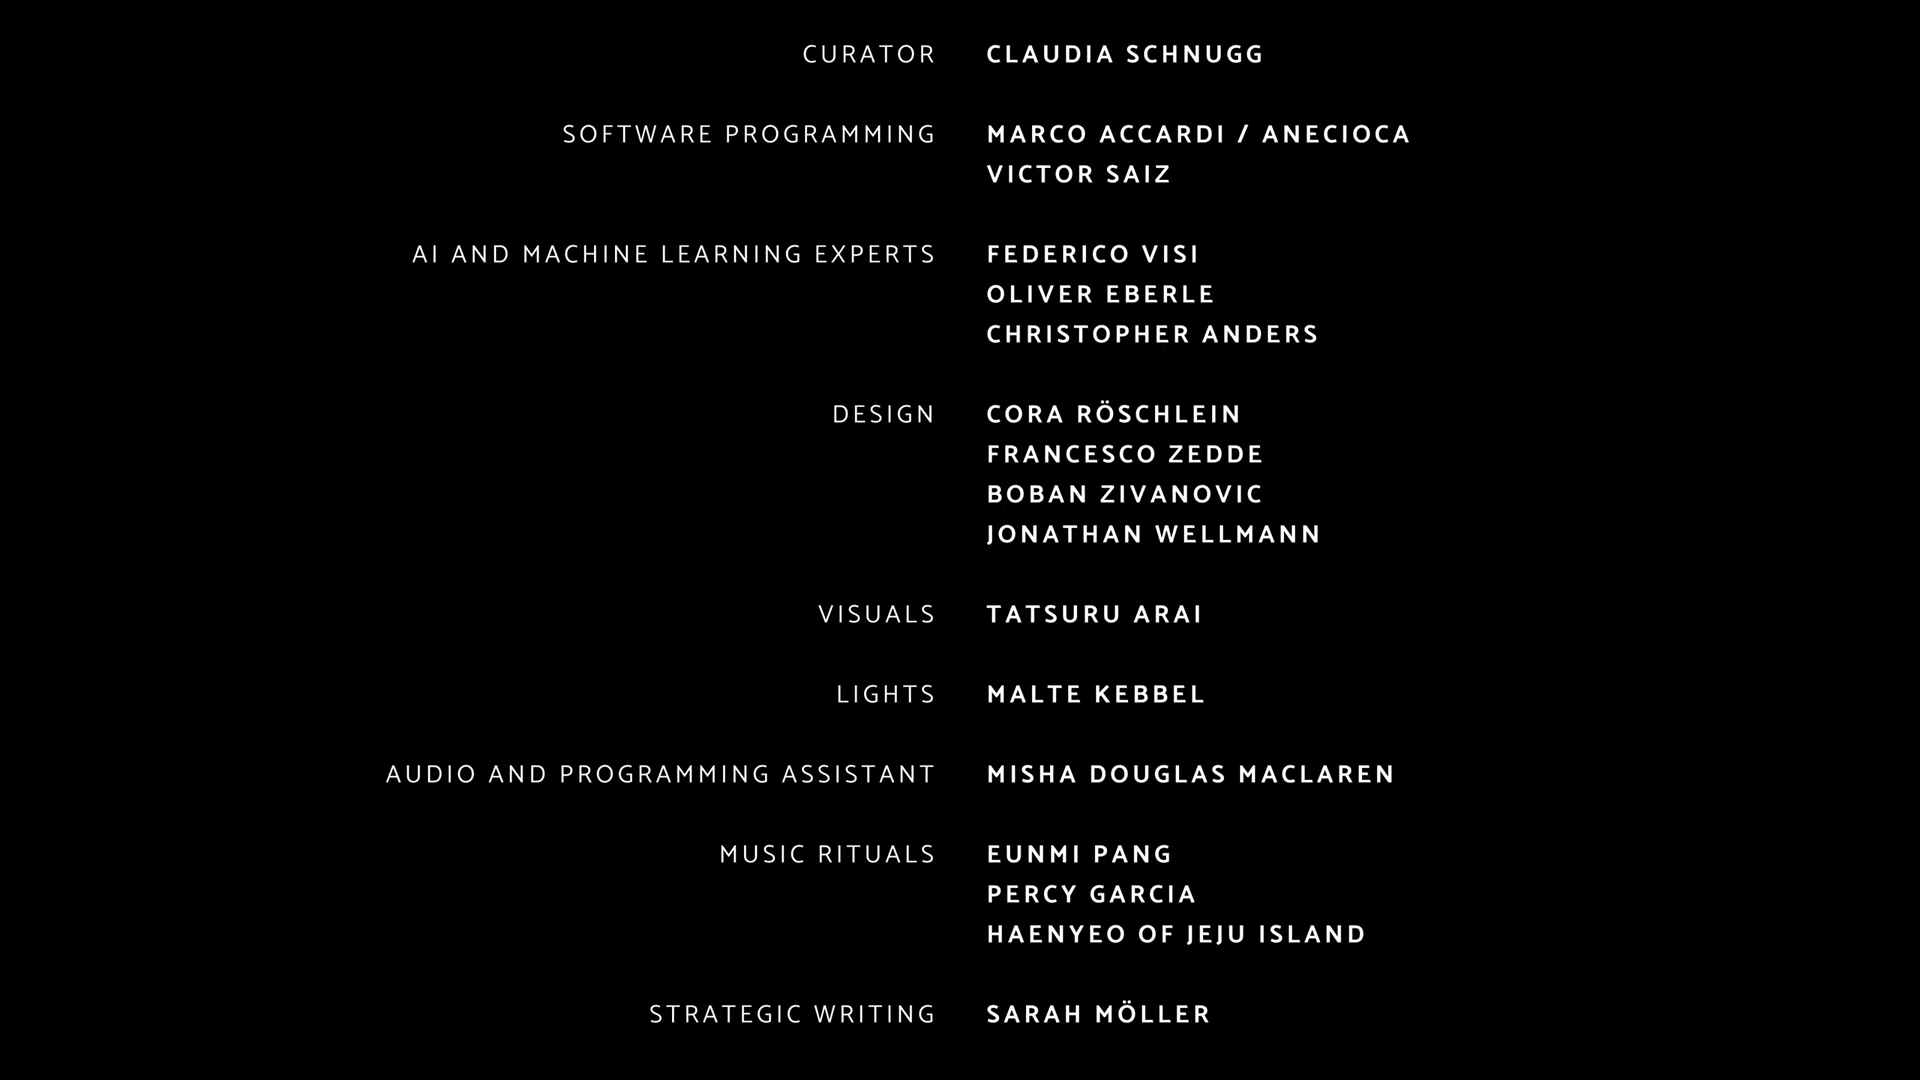 CURATOR CLAUDIA SCHNUGG
SOFTWARE PROGRAMMING MARCO ACCARDI / ANECIOCA
VICTOR SAIZ
AI AND MACHINE LEARNING EXPERTS FEDERICO VISI
OLIVER EBERLE
CHRISTOPHER ANDERS
DESIGN CORA RÖSCHLEIN
FRANCESCO ZEDDE
BOBAN ZIVANOVIC
JONATHAN WELLMANN
VISUALS TATSURU ARAI
LIGHTS MALTE KEBBEL
AUDIO AND PROGRAMMING ASSISTANT MISHA DOUGLAS MACLAREN
MUSIC RITUALS EUNMI PANG
PERCY GARCIA
HAENYEO OF JEJU ISLAND
STRATEGIC WRITING SARAH MÖLLER